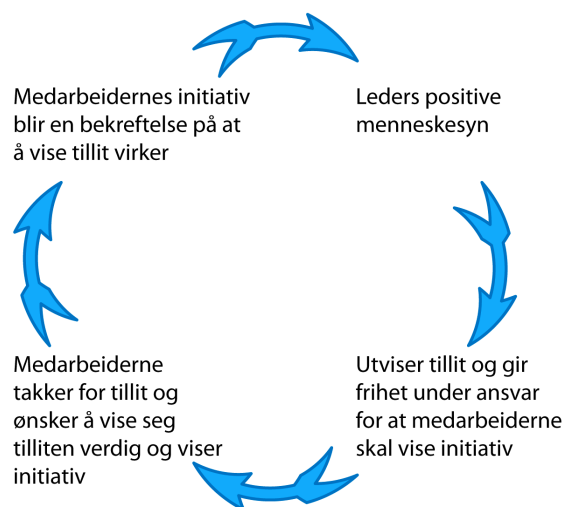 Medarbeidernes initiativ
blir en bekreftelse på at
å vise tillit virker
Leders positive
menneskesyn
Medarbeiderne
takker for tillit og
ønsker å vise seg
tilliten verdig og viser
initiativ
Utviser tillit og gir
frihet under ansvar
for at medarbeiderne
skal vise initiativ